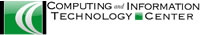 COMPUTING and INFORMATION
TECHNOLOGY CENTER